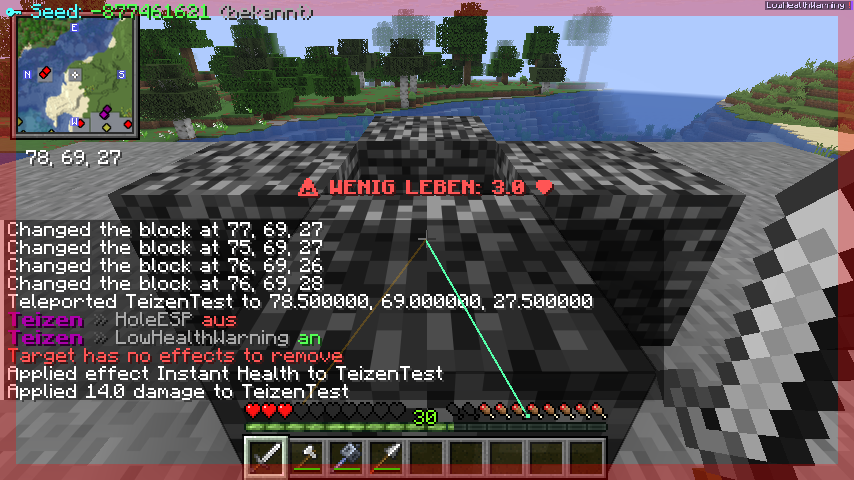 Seed: -877461621 (bekannt)
LowHealthWarning
E
N
S
W
78, 69, 27
WENIG LEBEN: 3.0
Changed the block at 77, 69, 27
Changed the block at 75, 69, 27
Changed the block at 76, 69, 26
Changed the block at 76, 69, 28
Teleported TeizenTest to 78.500000, 69.000000, 27.500000
Teizen » HoleESP aus
Teizen » LowHealthWarning an
Target has no effects to remove
Applied effect Instant Health to TeizenTest
Applied 14.0 damage to TeizenTest
30